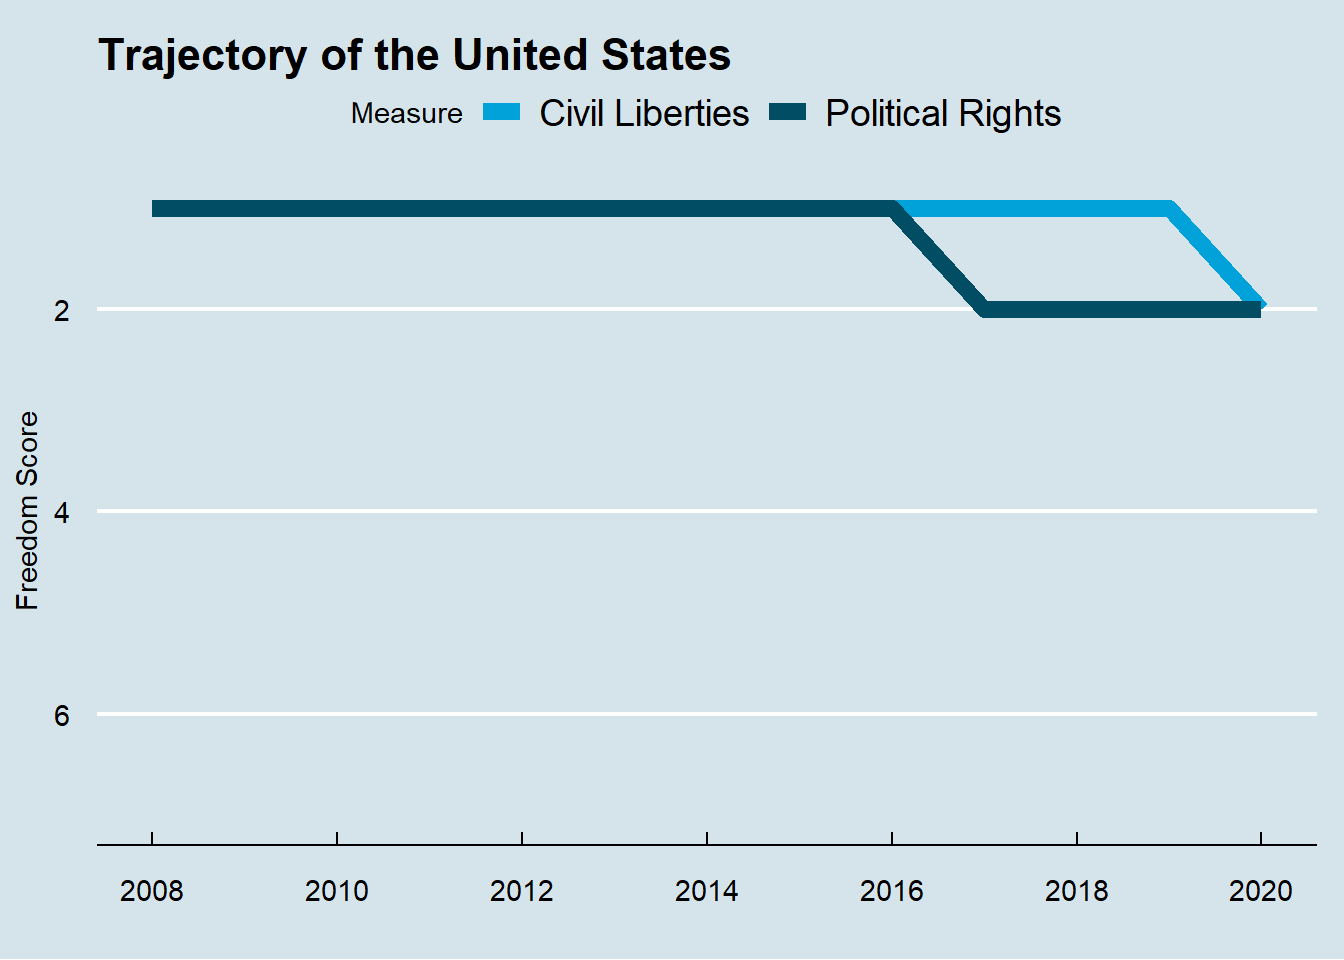 Trajectory of the United States
Measure Civil Liberties Political Rights
2
4
6
Freedom Score
2008 2010 2012 2014 2016 2018 2020